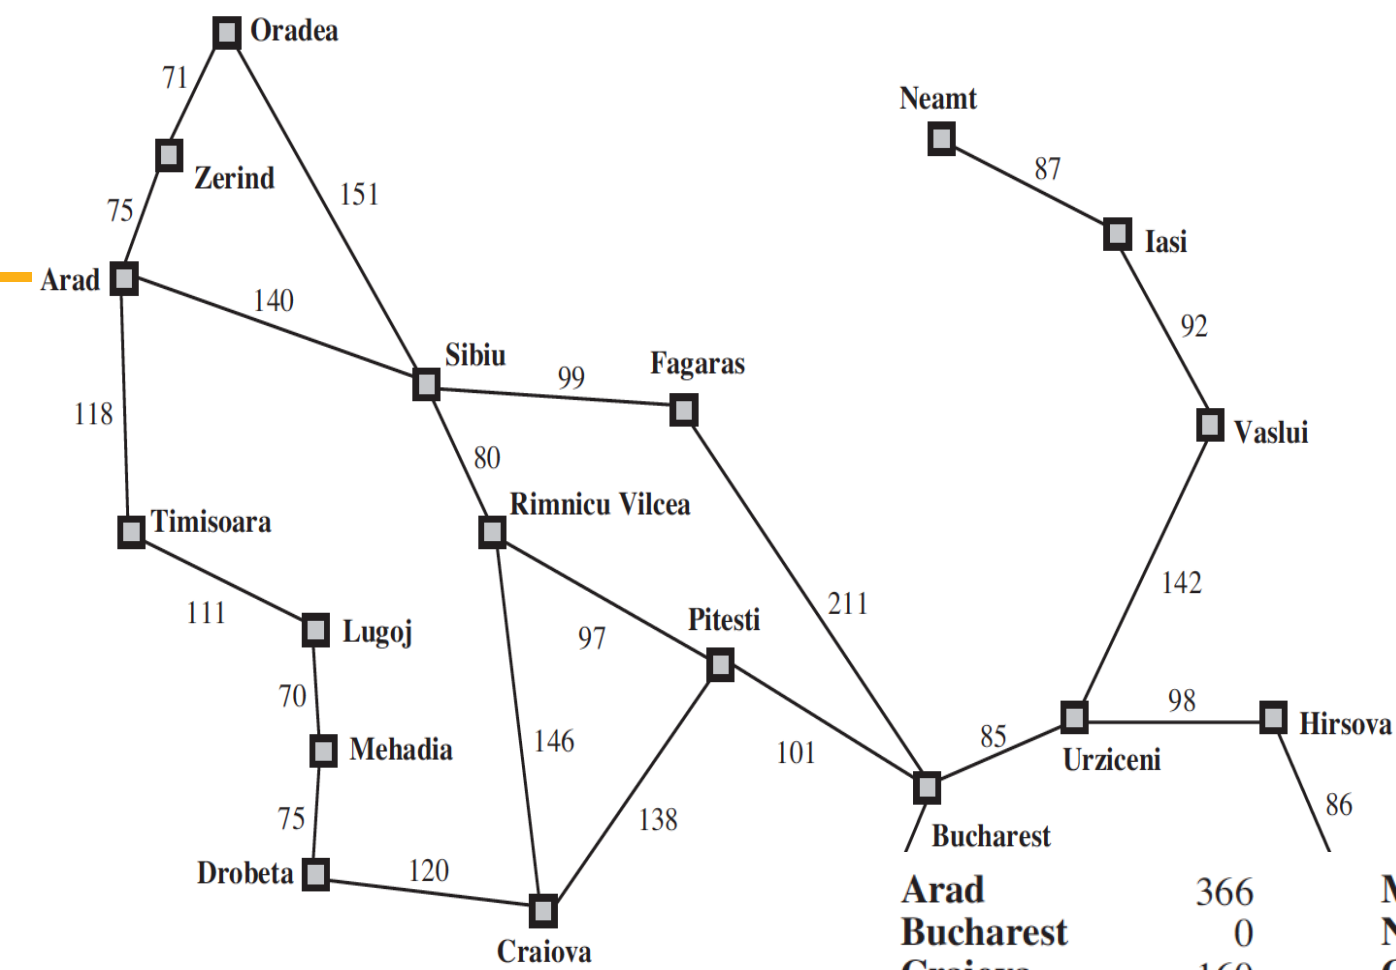 Oradea
71
Neamt
87
Zerind
151
75
Iasi
Arad
140
92
Sibiu
Fagaras
99
118
Vaslui
80
Rimnicu Vilcea
Timisoara
142
211
111
Pitesti
Lugoj
97
70
98
Hirsova
85
146
Mehadia
101
Urziceni
86
75
138
Bucharest
Drobeta
120
Arad 366
Bucharest 0
Craiova 160
Craiova